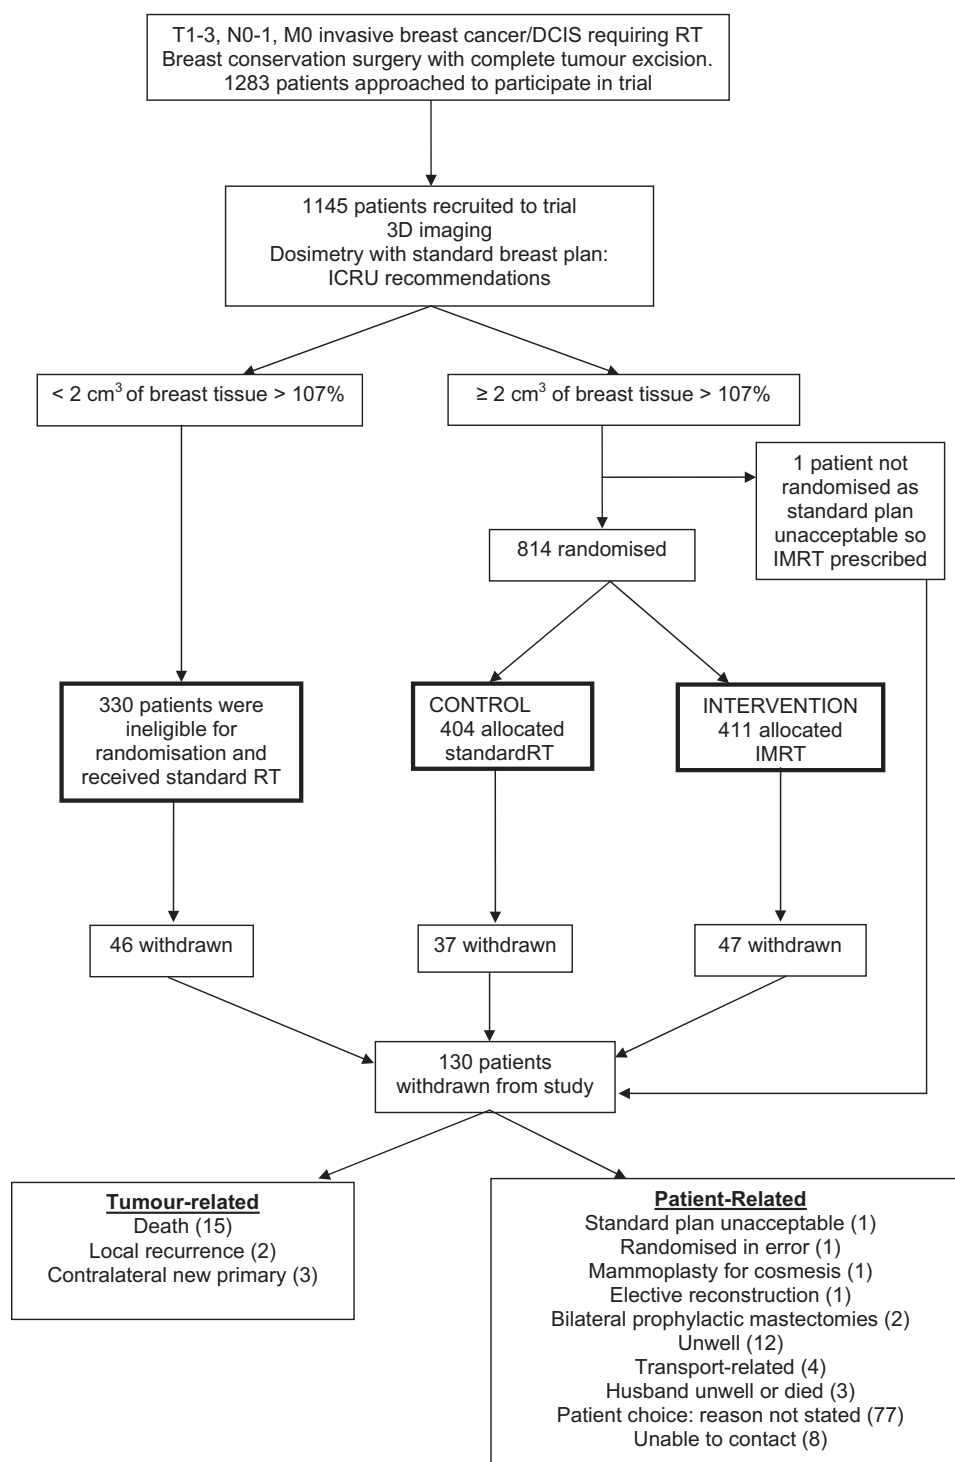 T1-3, N0-1, M0 invasive breast cancer/DCIS requiring RT
Breast conservation surgery with complete tumour excision.
1283 patients approached to participate in trial
1145 patients recruited to trial
3D imaging
Dosimetry with standard breast plan:
ICRU recommendations
< 2 cm³ of breast tissue > 107%
≥ 2 cm³ of breast tissue > 107%
1 patient not
randomised as
standard plan
unacceptable so
IMRT prescribed
814 randomised
330 patients were
ineligible for
randomisation and
received standard RT
CONTROL
404 allocated
standardRT
INTERVENTION
411 allocated
IMRT
46 withdrawn
37 withdrawn
47 withdrawn
130 patients
withdrawn from study
Tumour-related
Death (15)
Local recurrence (2)
Contralateral new primary (3)
Patient-Related
Standard plan unacceptable (1)
Randomised in error (1)
Mammoplasty for cosmesis (1)
Elective reconstruction (1)
Bilateral prophylactic mastectomies (2)
Unwell (12)
Transport-related (4)
Husband unwell or died (3)
Patient choice: reason not stated (77)
Unable to contact (8)